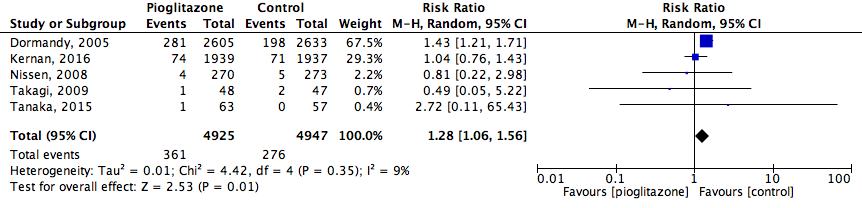 Pioglitazone Control Risk Ratio Risk Ratio
Study or Subgroup Events Total Events Total Weight M-H, Random, 95% CI M-H, Random, 95% CI
Dormandy, 2005 281 2605 198 2633 67.5% 1.43 [1.21, 1.71]
Kernan, 2016 74 1939 71 1937 29.3% 1.04 [0.76, 1.43]
Nissen, 2008 4 270 5 273 2.2% 0.81 [0.22, 2.98]
Takagi, 2009 1 48 2 47 0.7% 0.49 [0.05, 5.22]
Tanaka, 2015 1 63 0 57 0.4% 2.72 [0.11, 65.43]
Total (95% CI) 4925 4947 100.0% 1.28 [1.06, 1.56]
Total events 361 276
Heterogeneity: Tau² = 0.01; Chi² = 4.42, df = 4 (P = 0.35); I² = 9%
Test for overall effect: Z = 2.53 (P = 0.01)
0.01 0.1 1 10 100
Favours [pioglitazone] Favours [control]